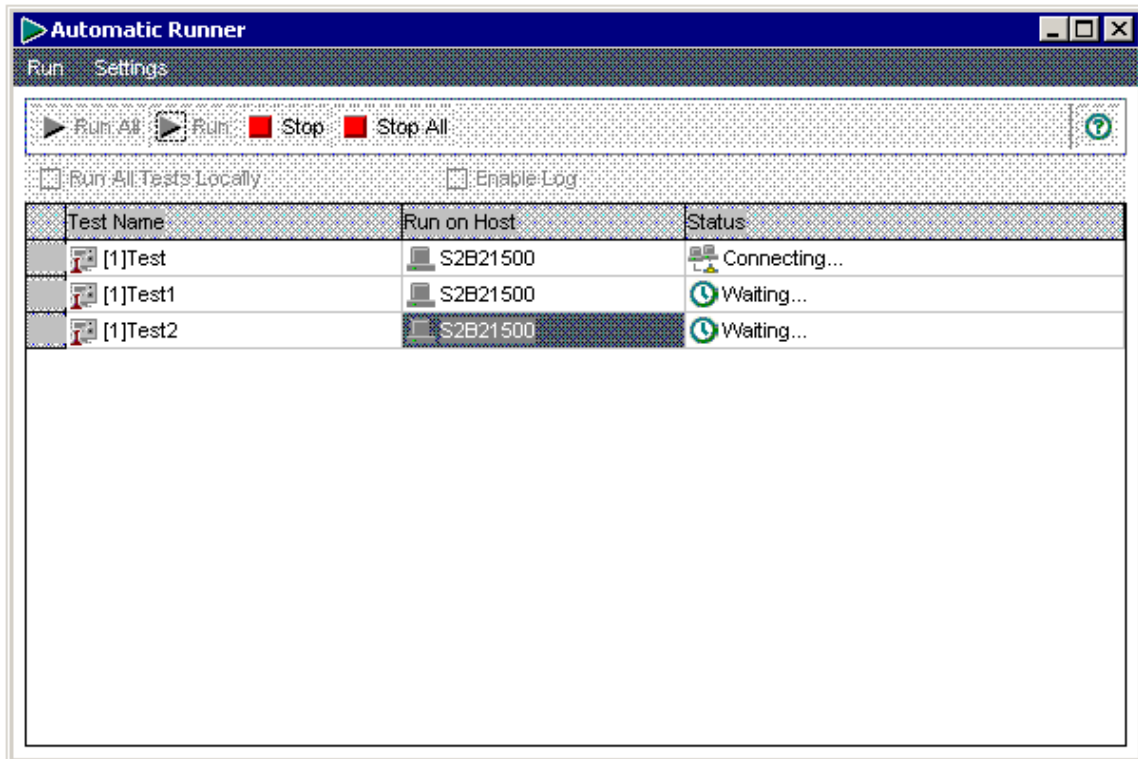 Automatic Runner
Run Settings
Run All Run Stop Stop All
Run All Tests Locally Enable Log
Test Name Run on Host Status
[1]Test S2B21500 Connecting...
[1]Test1 S2B21500 Waiting...
[1]Test2 S2B21500 Waiting...